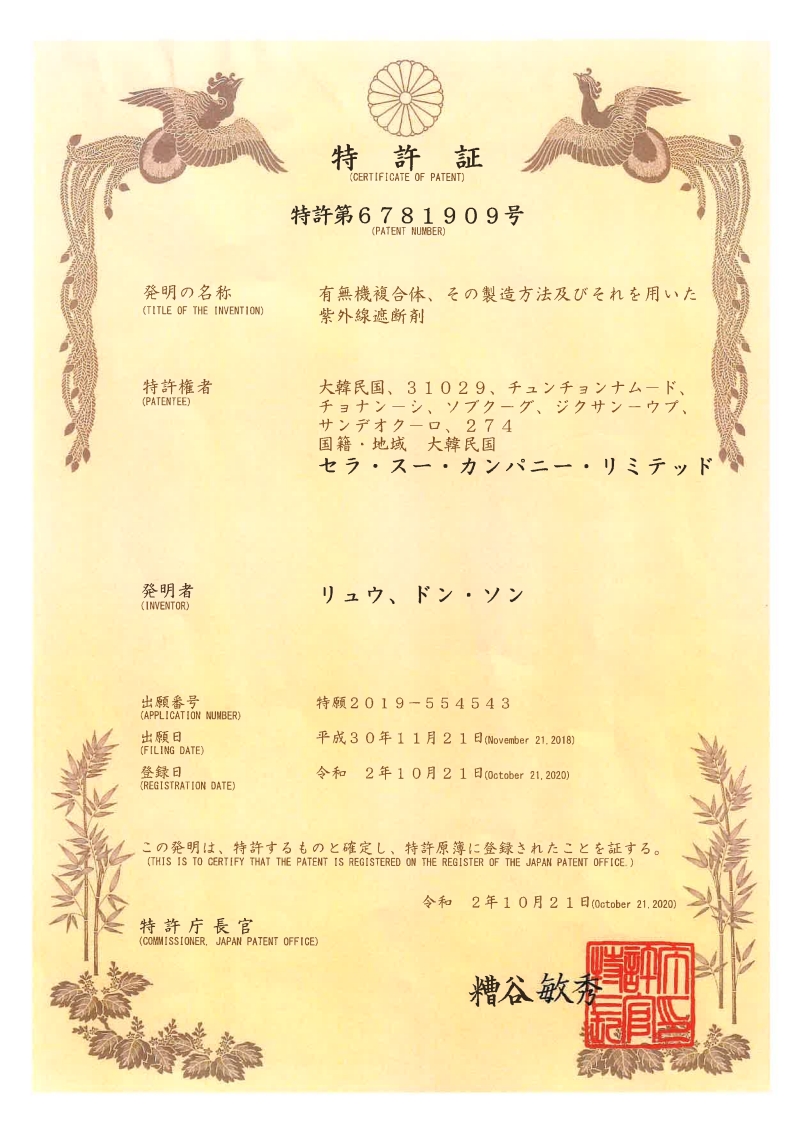 特許証
(CERTIFICATE OF PATENT)
特許第６７８１９０９号
(PATENT NUMBER)
発明の名称
(TITLE OF THE INVENTION)
有無機複合体、その製造方法及びそれを用いた
紫外線遮断剤
特許権者
(PATENTEE)
大韓民国、３１０２９、チュンチョンナム－ド、
チョナン－シ、ソブク－グ、ジクサン－ウプ、
サンデオク－ロ、２７４
国籍・地域　大韓民国
セラ・スー・カンパニー・リミテッド
発明者
(INVENTOR)
リュウ、ドン・ソン
出願番号
(APPLICATION NUMBER)
特願２０１９－５５４５４３
出願日
(FILING DATE)
平成３０年１１月２１日(November 21,2018)
登録日
(REGISTRATION DATE)
令和　２年１０月２１日(October 21,2020)
この発明は、特許するものと確定し、特許原簿に登録されたことを証する。
(THIS IS TO CERTIFY THAT THE PATENT IS REGISTERED ON THE REGISTER OF THE JAPAN PATENT OFFICE.)
令和　２年１０月２１日(October 21,2020)
特許庁長官
(COMMISSIONER, JAPAN PATENT OFFICE)
糟谷敏秀